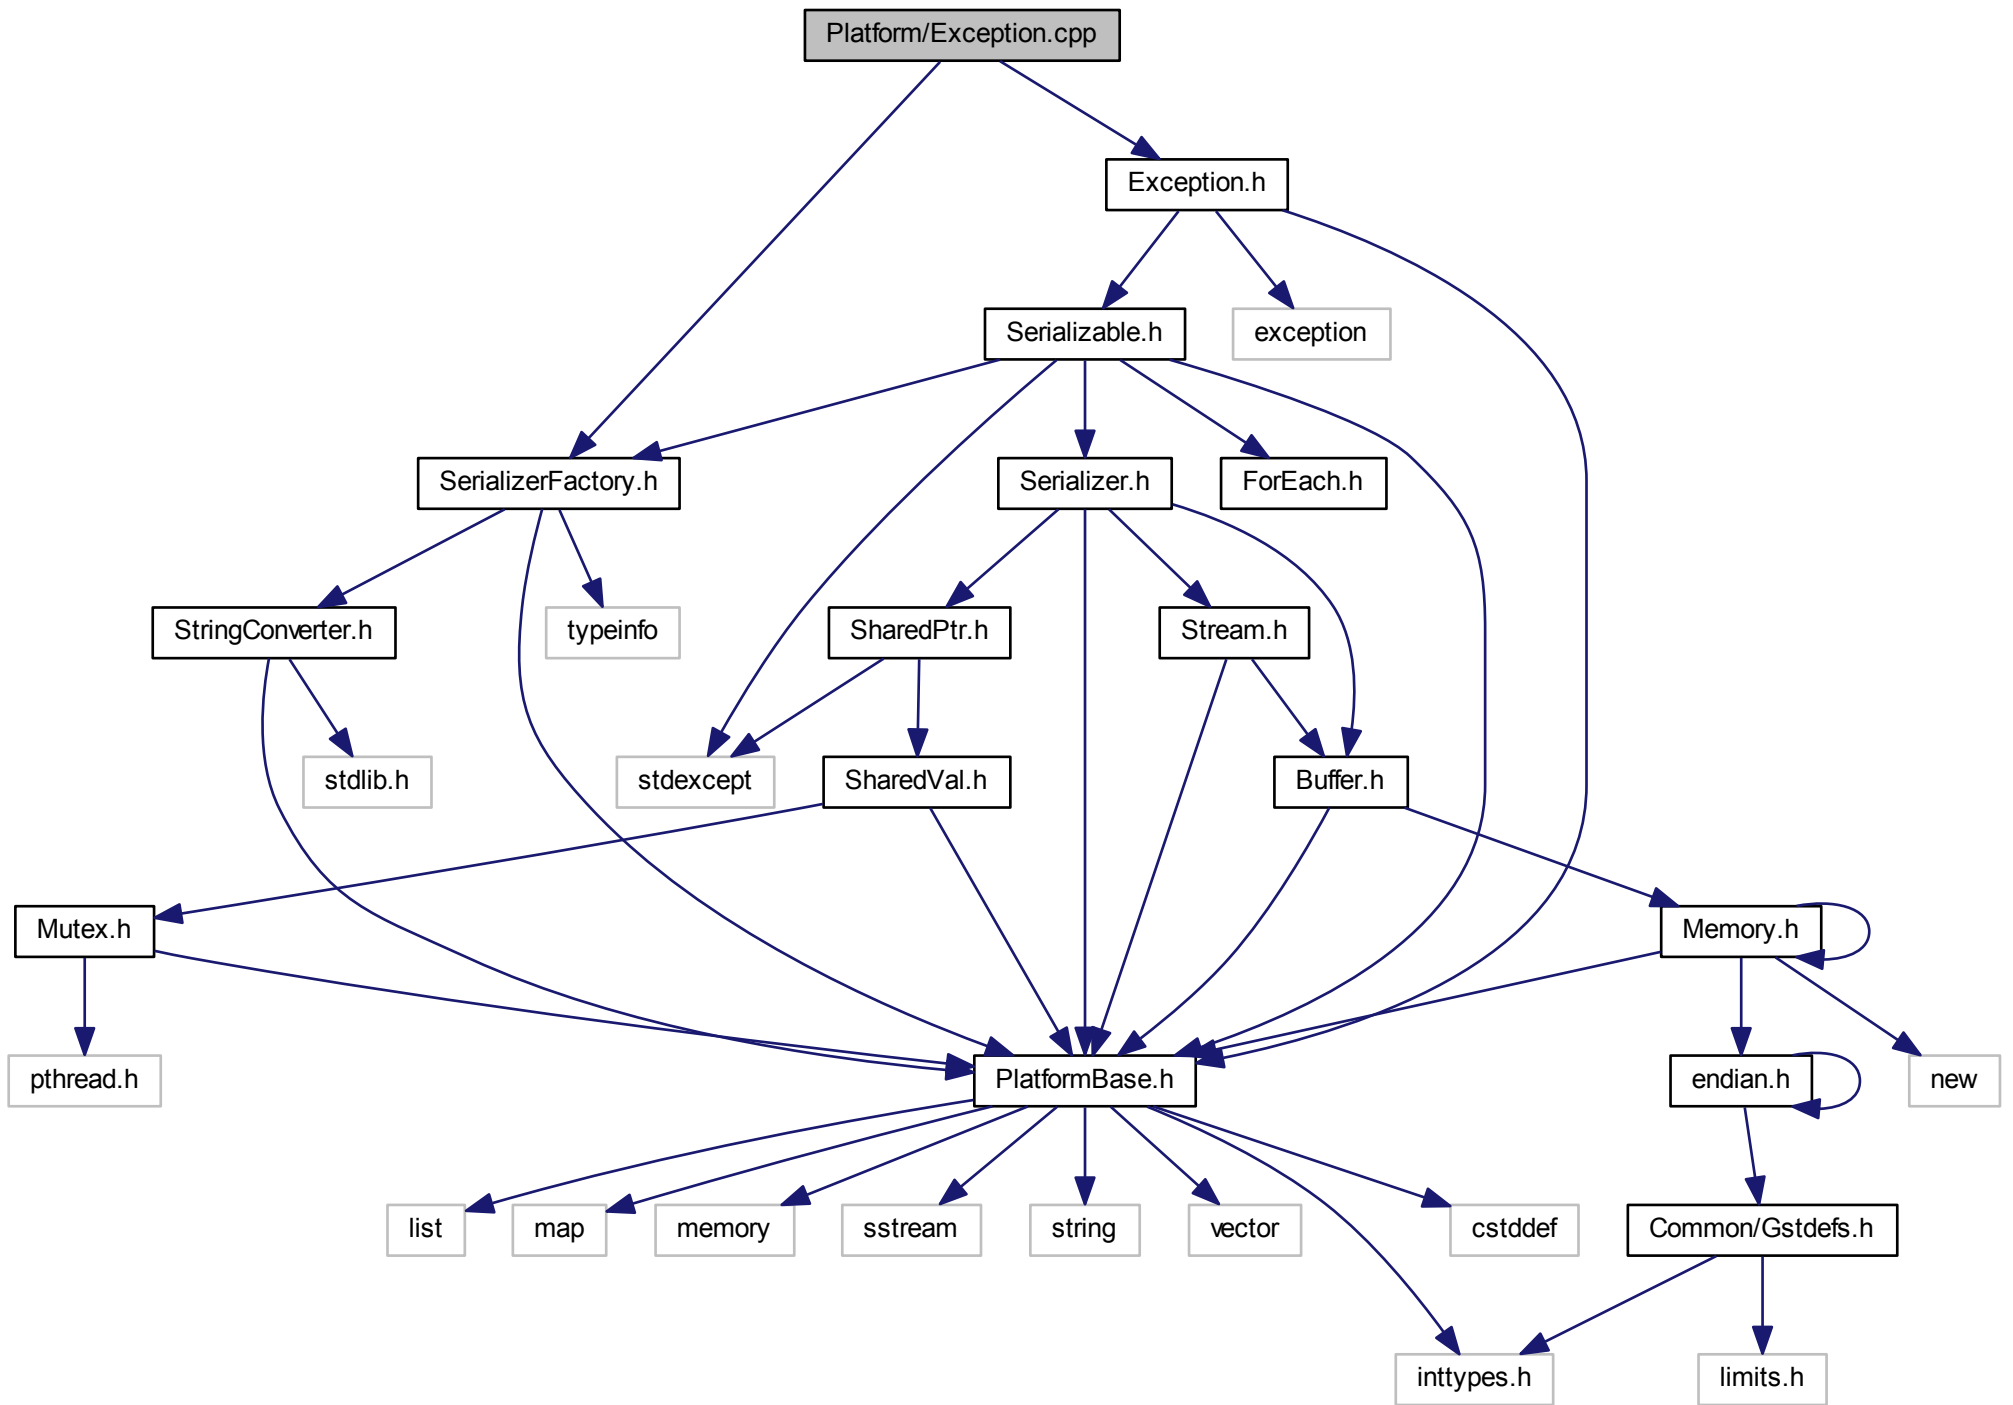 Platform/Exception.cpp
Exception.h
Serializable.h
exception
SerializerFactory.h
Serializer.h
ForEach.h
StringConverter.h
typeinfo
SharedPtr.h
Stream.h
stdlib.h
stdexcept
SharedVal.h
Buffer.h
Mutex.h
Memory.h
pthread.h
PlatformBase.h
endian.h
new
list
map
memory
sstream
string
vector
cstddef
Common/Gstdefs.h
inttypes.h
limits.h